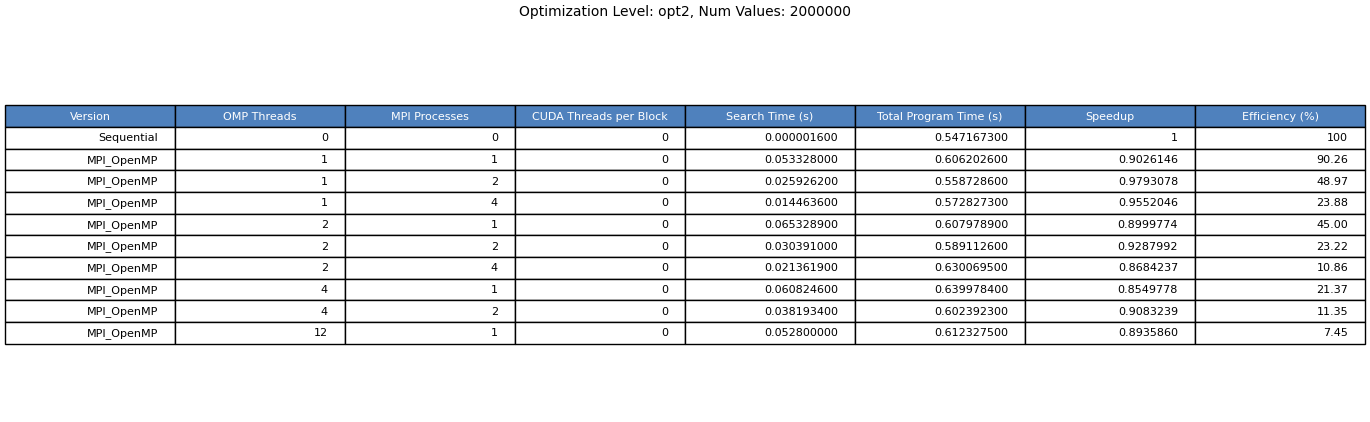 Optimization Level: opt2, Num Values: 2000000
Version OMP Threads MPI Processes CUDA Threads per Block Search Time (s) Total Program Time (s) Speedup Efficiency (%)
Sequential 0 0 0 0.000001600 0.547167300 1 100
MPI_OpenMP 1 1 0 0.053328000 0.606202600 0.9026146 90.26
MPI_OpenMP 1 2 0 0.025926200 0.558728600 0.9793078 48.97
MPI_OpenMP 1 4 0 0.014463600 0.572827300 0.9552046 23.88
MPI_OpenMP 2 1 0 0.065328900 0.607978900 0.8999774 45.00
MPI_OpenMP 2 2 0 0.030391000 0.589112600 0.9287992 23.22
MPI_OpenMP 2 4 0 0.021361900 0.630069500 0.8684237 10.86
MPI_OpenMP 4 1 0 0.060824600 0.639978400 0.8549778 21.37
MPI_OpenMP 4 2 0 0.038193400 0.602392300 0.9083239 11.35
MPI_OpenMP 12 1 0 0.052800000 0.612327500 0.8935860 7.45